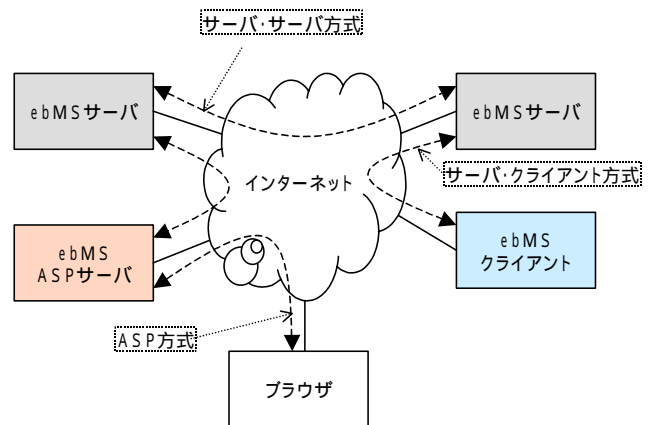 サーバ・サーバ方式
ebMSサーバ
ebMSサーバ
サーバ・クライアント方式
インターネット
ebMS
ASPサーバ
ebMS
クライアント
ASP方式
ブラウザ